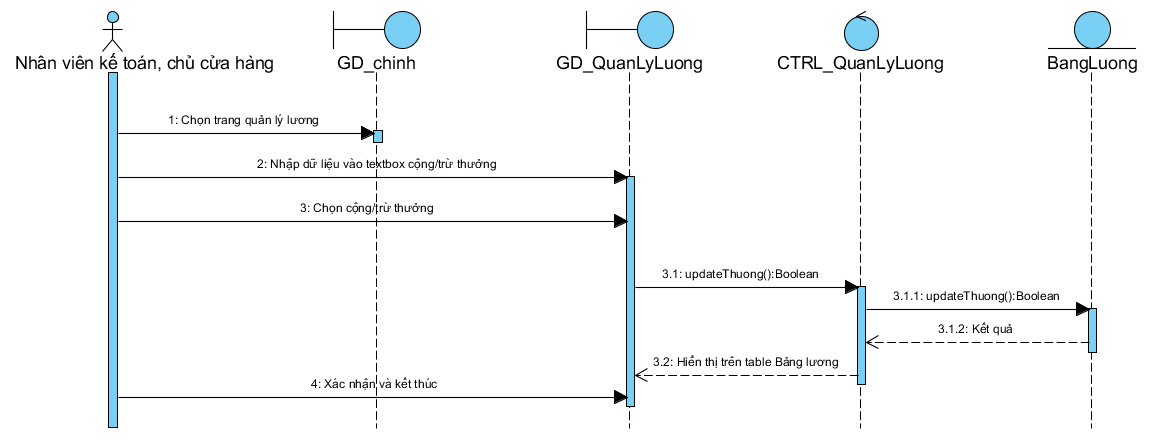 Nhân viên kế toán, chủ cửa hàng
GD_chinh
GD_QuanLyLuong
CTRL_QuanLyLuong
BangLuong
1: Chọn trang quản lý lương
2: Nhập dữ liệu vào textbox cộng/trừ thưởng
3: Chọn cộng/trừ thưởng
3.1: updateThuong():Boolean
3.1.1: updateThuong():Boolean
3.1.2: Kết quả
3.2: Hiển thị trên table Bảng lương
4: Xác nhận và kết thúc